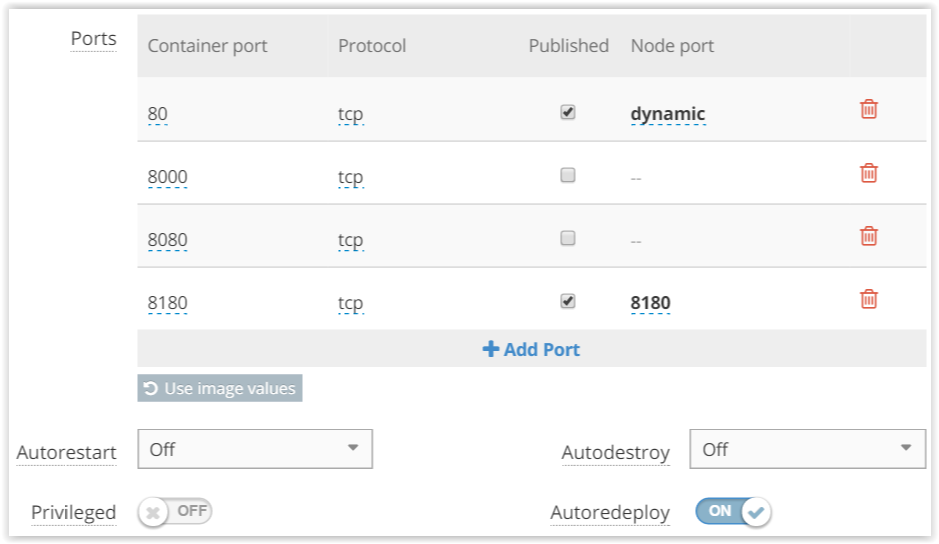 Ports
Container port Protocol Published Node port
80 tcp dynamic
8000 tcp --
8080 tcp --
8180 tcp 8180
Add Port
Use image values
Autorestart Off Autodestroy Off
Privileged OFF Autoredeploy ON